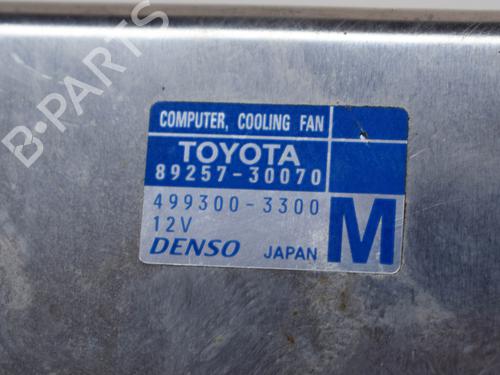 B-PARTS
COMPUTER, COOLING FAN
TOYOTA
89257-30070
499300-3300
12V
DENSO JAPAN
M